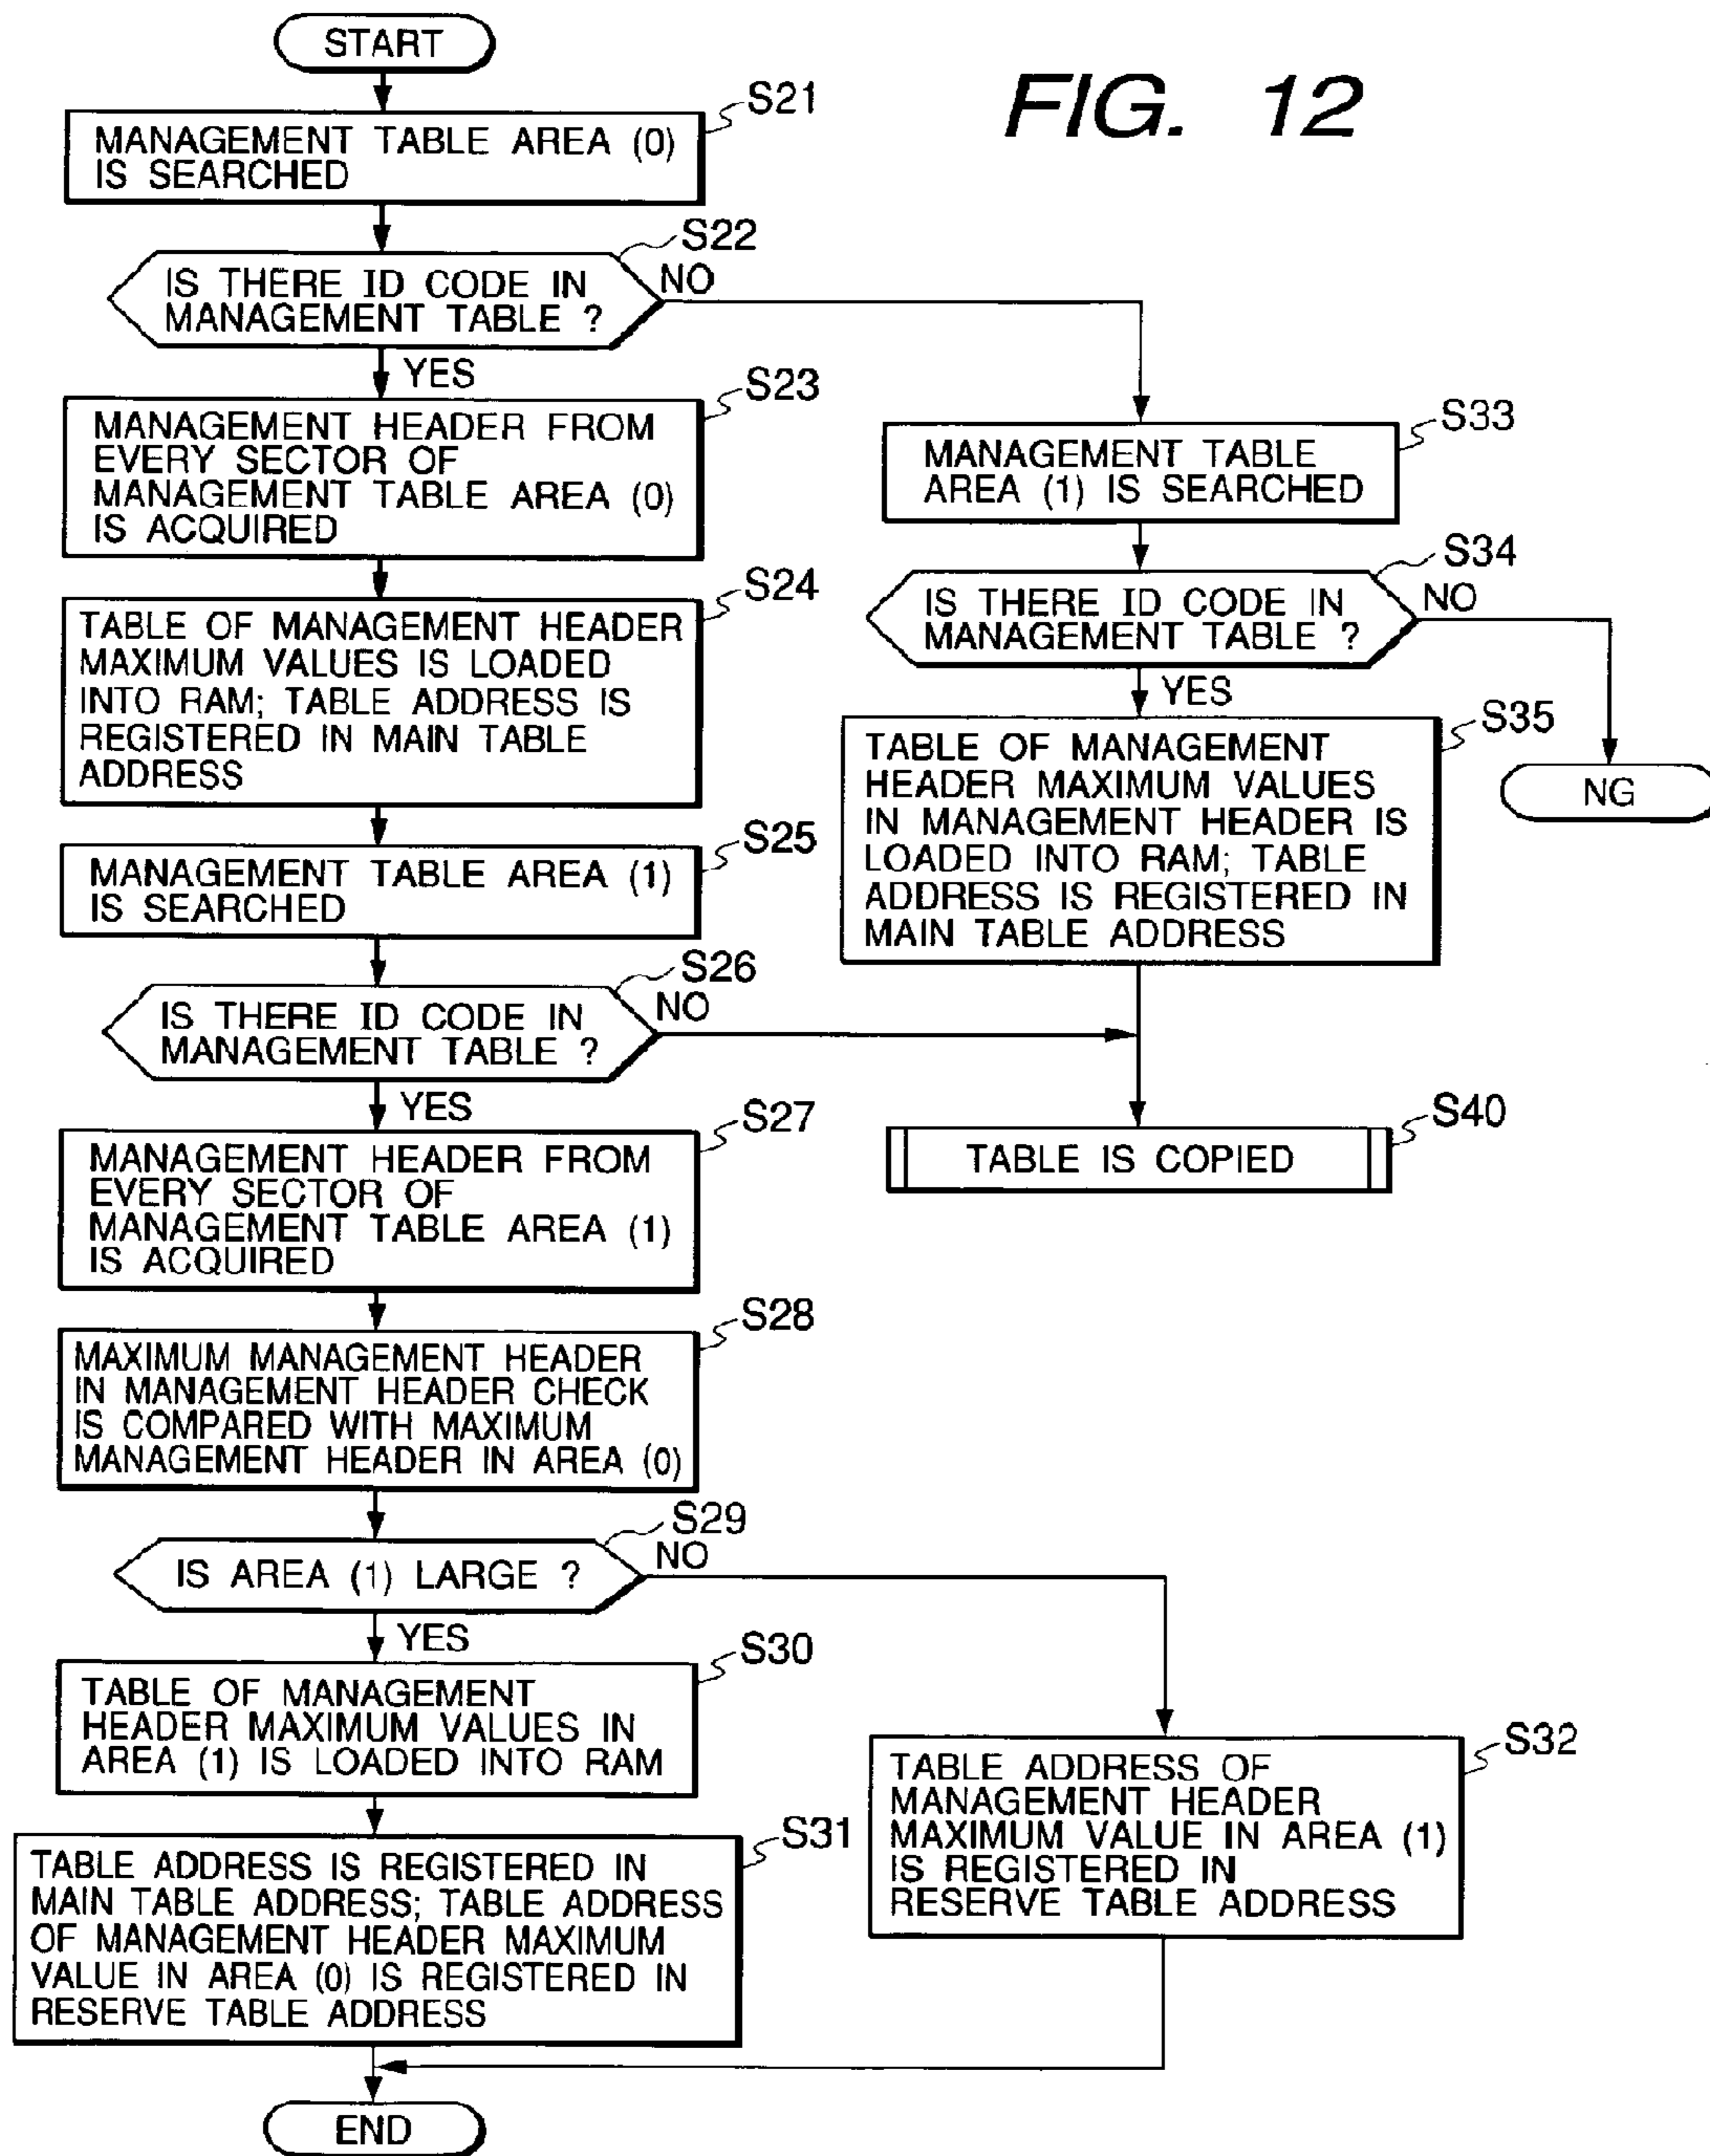 START
FIG. 12
S21
MANAGEMENT TABLE AREA (0)
IS SEARCHED
S22
IS THERE ID CODE IN
MANAGEMENT TABLE ?
NO
YES
S23
MANAGEMENT HEADER FROM
EVERY SECTOR OF
MANAGEMENT TABLE AREA (0)
IS ACQUIRED
S24
TABLE OF MANAGEMENT HEADER
MAXIMUM VALUES IS LOADED
INTO RAM; TABLE ADDRESS IS
REGISTERED IN MAIN TABLE
ADDRESS
S25
MANAGEMENT TABLE AREA (1)
IS SEARCHED
S26
IS THERE ID CODE IN
MANAGEMENT TABLE ?
NO
YES
S27
MANAGEMENT HEADER FROM
EVERY SECTOR OF
MANAGEMENT TABLE AREA (1)
IS ACQUIRED
S28
MAXIMUM MANAGEMENT HEADER
IN MANAGEMENT HEADER CHECK
IS COMPARED WITH MAXIMUM
MANAGEMENT HEADER IN AREA (0)
S29
IS AREA (1) LARGE ?
NO
YES
S30
TABLE OF MANAGEMENT
HEADER MAXIMUM VALUES IN
AREA (1) IS LOADED INTO RAM
S31
TABLE ADDRESS IS REGISTERED IN
MAIN TABLE ADDRESS; TABLE ADDRESS
OF MANAGEMENT HEADER MAXIMUM
VALUE IN AREA (0) IS REGISTERED IN
RESERVE TABLE ADDRESS
END
S33
MANAGEMENT TABLE
AREA (1) IS SEARCHED
S34
IS THERE ID CODE IN
MANAGEMENT TABLE ?
NO
YES
NG
S35
TABLE OF MANAGEMENT
HEADER MAXIMUM VALUES
IN MANAGEMENT HEADER IS
LOADED INTO RAM; TABLE
ADDRESS IS REGISTERED IN
MAIN TABLE ADDRESS
S40
TABLE IS COPIED
S32
TABLE ADDRESS OF
MANAGEMENT HEADER
MAXIMUM VALUE IN AREA (1)
IS REGISTERED IN
RESERVE TABLE ADDRESS